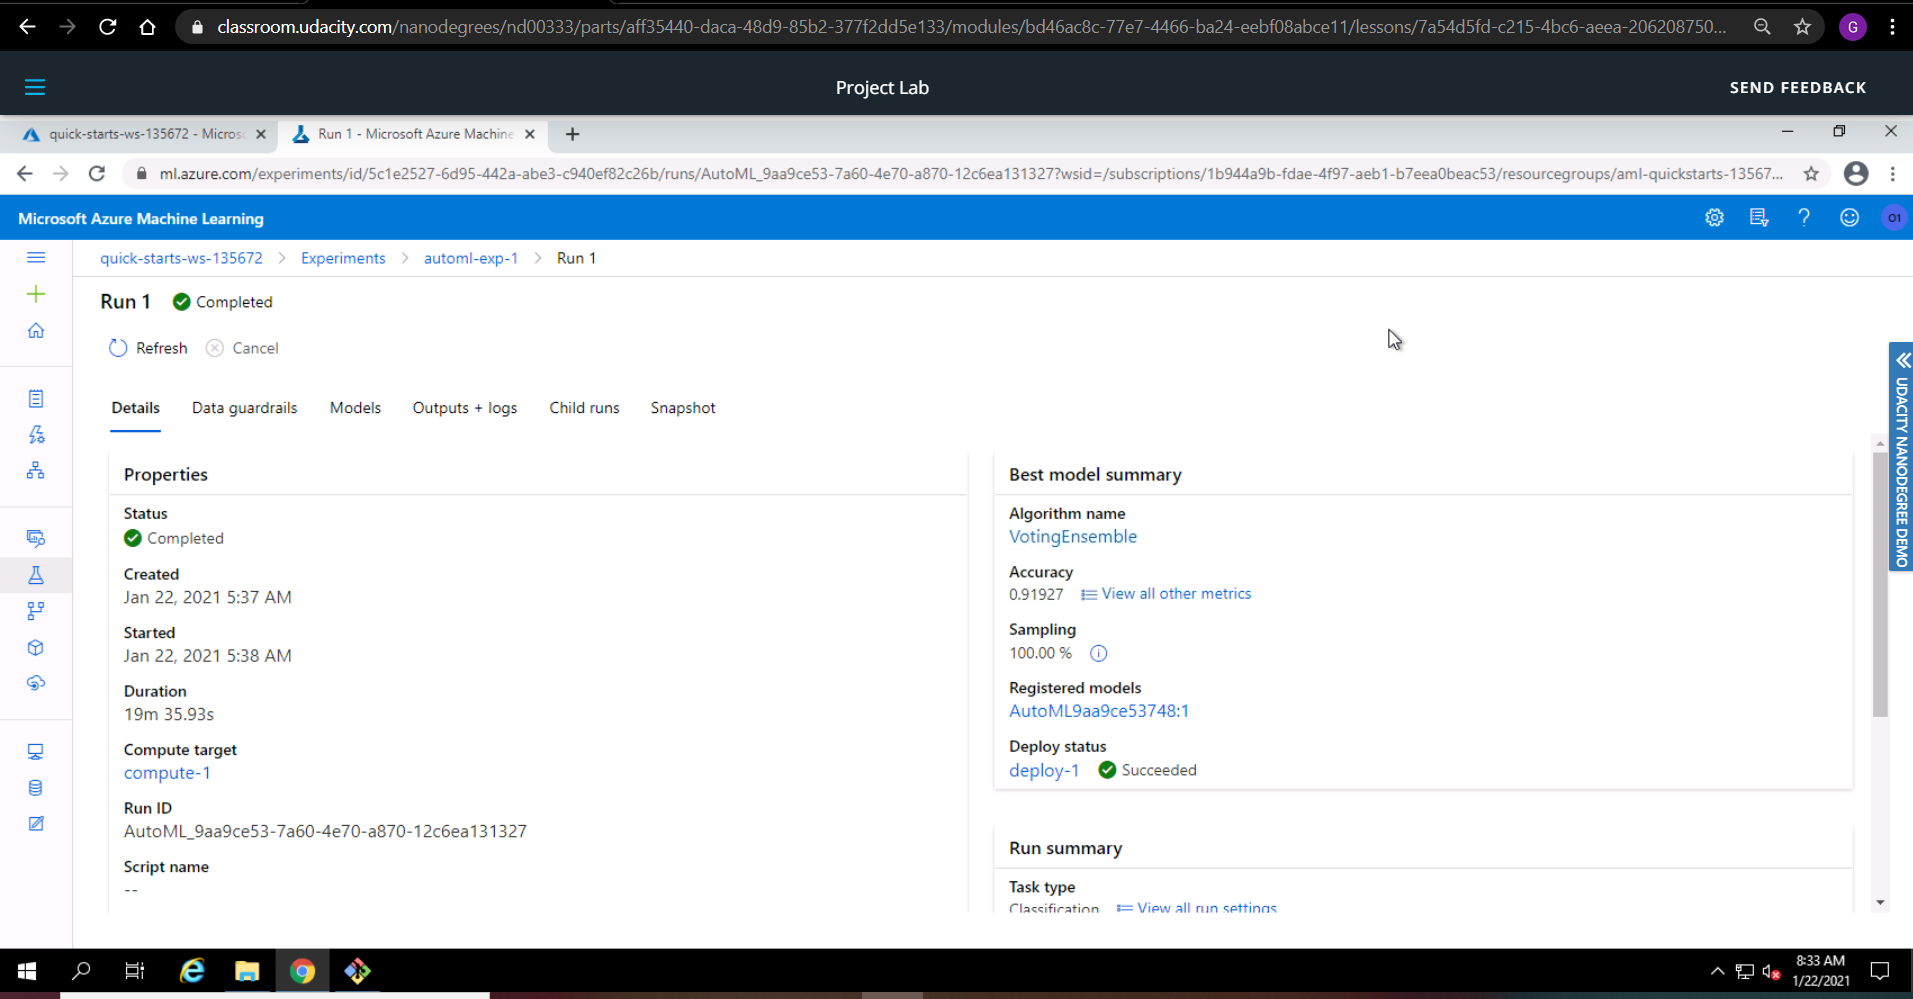 classroom.udacity.com/nanodegrees/nd00333/parts/aff35440-daca-48d9-85b2-377f2dd5e133/modules/bd46ac8c-77e7-4466-ba24-eebf08abce11/lessons/7a54d5fd-c215-4bc6-aeea-206208750...
G
Project Lab
SEND FEEDBACK
quick-starts-ws-135672 - Micros
Run 1 - Microsoft Azure Machine
ml.azure.com/experiments/id/5c1e2527-6d95-442a-abe3-c940ef82c26b/runs/AutoML_9aa9ce53-7a60-4e70-a870-12c6ea131327?wsid=/subscriptions/1b944a9b-fdae-4f97-aeb1-b7eea0beac53/resourcegroups/aml-quickstarts-13567...
Microsoft Azure Machine Learning
O1
quick-starts-ws-135672 > Experiments > automl-exp-1 > Run 1
Run 1 Completed
Refresh Cancel
Details Data guardrails Models Outputs + logs Child runs Snapshot
UDACITY NANODEGREE DEMO
Properties
Status
Completed
Created
Jan 22, 2021 5:37 AM
Started
Jan 22, 2021 5:38 AM
Duration
19m 35.93s
Compute target
compute-1
Run ID
AutoML_9aa9ce53-7a60-4e70-a870-12c6ea131327
Script name
--
Best model summary
Algorithm name
VotingEnsemble
Accuracy
0.91927 View all other metrics
Sampling
100.00 %
Registered models
AutoML9aa9ce53748:1
Deploy status
deploy-1 Succeeded
Run summary
Task type
Classification View all run settings
8:33 AM
1/22/2021